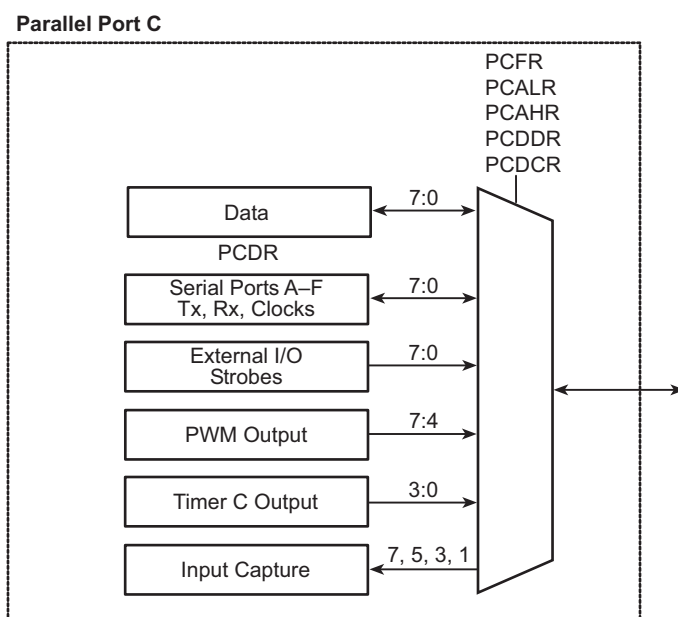 Parallel Port C
PCFR
PCALR
PCAHR
PCDDR
PCDCR
Data
7:0
PCDR
Serial Ports A–F
Tx, Rx, Clocks
7:0
External I/O
Strobes
7:0
PWM Output
7:4
Timer C Output
3:0
Input Capture
7, 5, 3, 1